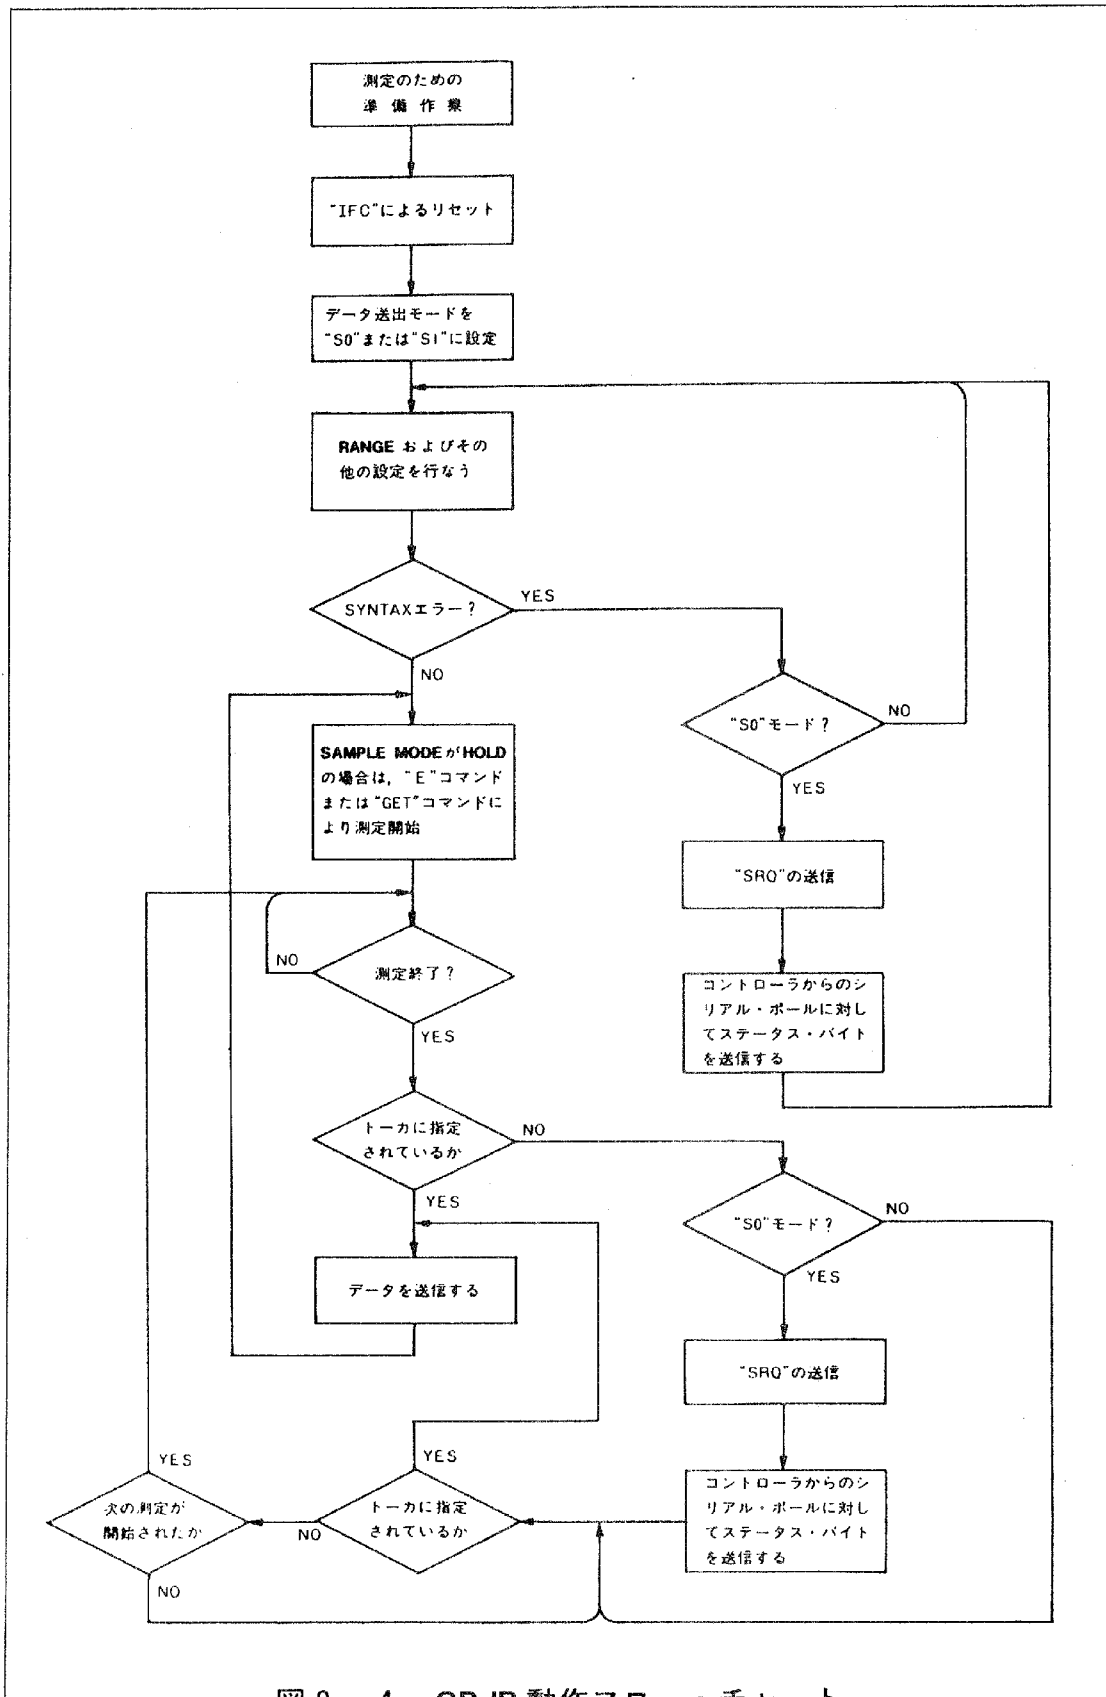 測定のための
準備作業
"IFC"によるリセット
データ送出モードを
"S0"または"S1"に設定
RANGE およびその
他の設定を行なう
SYNTAXエラー?
YES
NO
"S0"モード?
NO
YES
SAMPLE MODEがHOLD
の場合は,"E"コマンド
または"GET"コマンドに
より測定開始
"SRQ"の送信
測定終了?
NO
YES
コントローラからのシ
リアル・ポールに対し
てステータス・バイト
を送信する
トーカに指定
されているか
NO
YES
"S0"モード?
NO
YES
データを送信する
"SRQ"の送信
YES
YES
次の測定が
開始されたか
NO
トーカに指定
されているか
NO
コントローラからのシ
リアル・ポールに対し
てステータス・バイト
を送信する